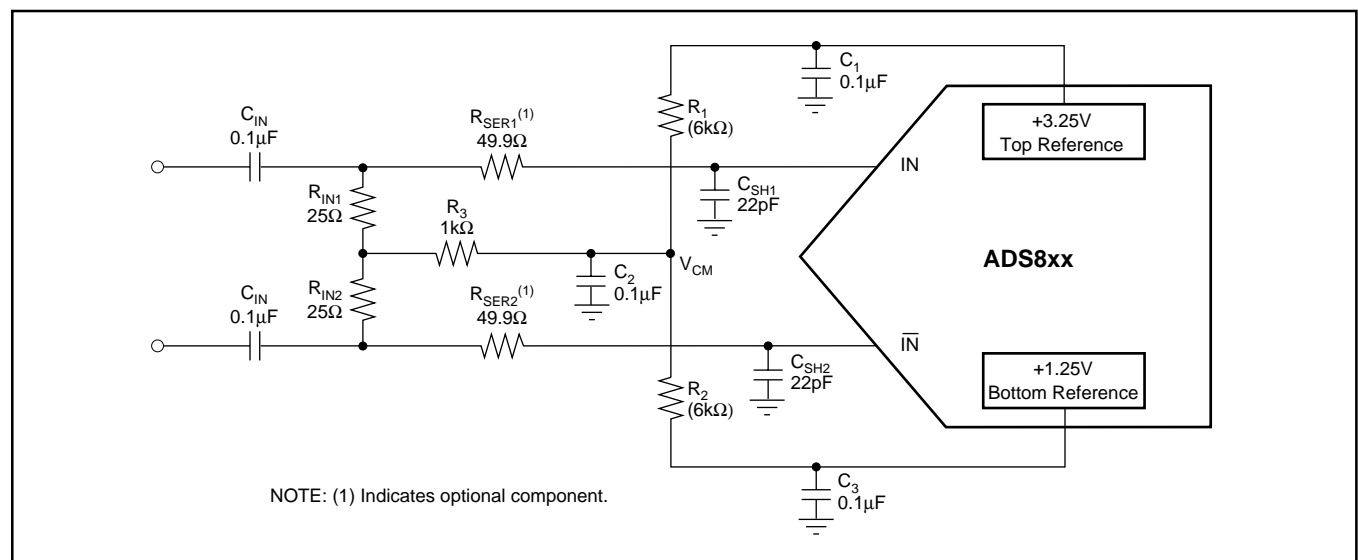 C1
0.1μF
CIN
0.1μF
RSER1(1)
49.9Ω
R1
(6kΩ)
+3.25V
Top Reference
IN
CSH1
22pF
RIN1
25Ω
R3
1kΩ
VCM
ADS8xx
C2
0.1μF
RIN2
25Ω
CIN
0.1μF
RSER2(1)
49.9Ω
IN
CSH2
22pF
R2
(6kΩ)
+1.25V
Bottom Reference
C3
0.1μF
NOTE: (1) Indicates optional component.